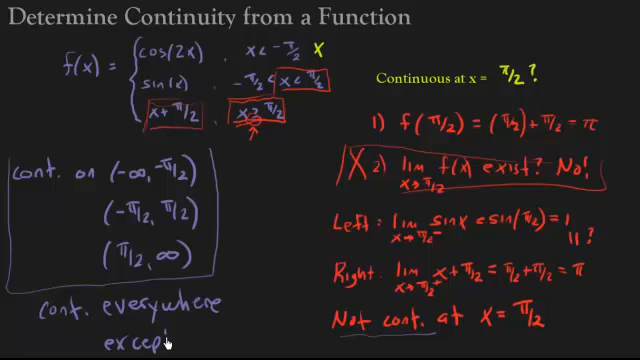 Determine Continuity from a Function
f(x) = { cos(2x) , x < -π/2 X
sin(x) , -π/2 ≤ x < π/2
x + π/2 , x ≥ π/2
Continuous at x = π/2 ?
1) f(π/2) = (π/2) + π/2 = π
X 2) lim x→π/2 f(x) exist? No!
Left: lim x→π/2⁻ sin x = sin(π/2) = 1
11?
Right: lim x→π/2⁺ x + π/2 = π/2 + π/2 = π
Not cont. at x = π/2
cont. on (-∞, -π/2)
(-π/2, π/2)
(π/2, ∞)
cont. everywhere
excep